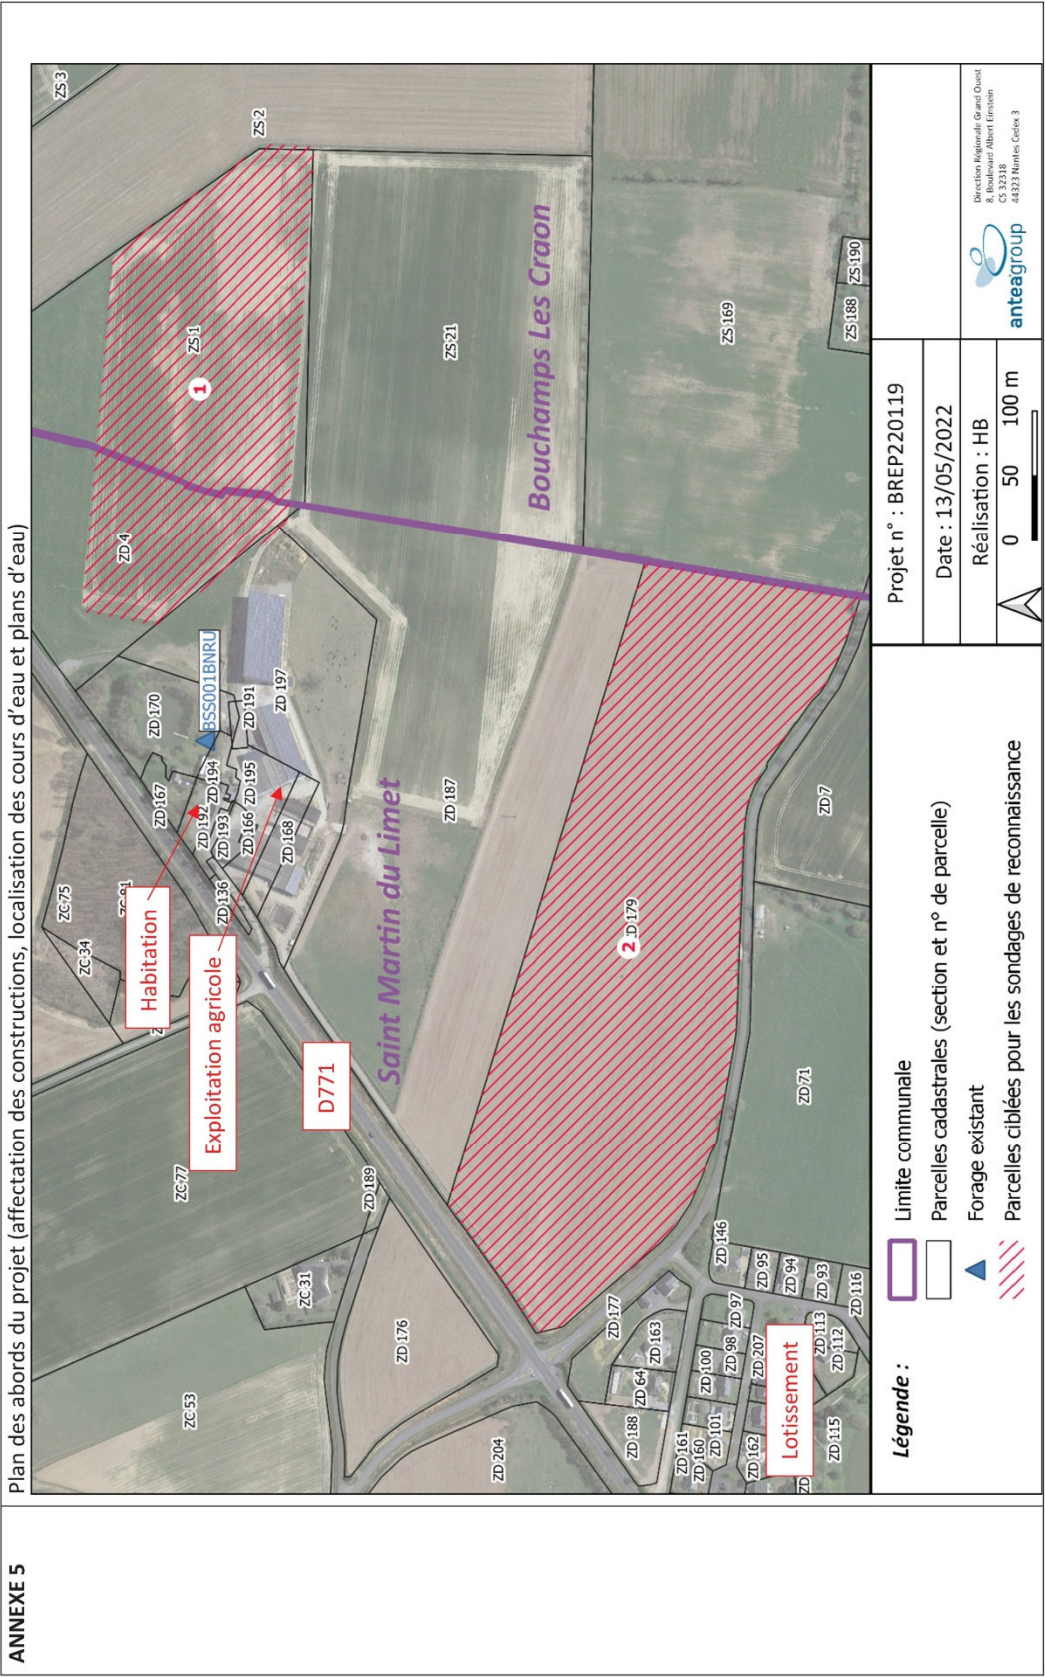 ANNEXE 5
Plan des abords du projet (affectation des constructions, localisation des cours d'eau et plans d'eau)
ZS 3
ZS 2
ZS 1
1
ZD 4
ZS 21
Bouchamps Les Craon
ZS 169
ZS 188
ZS 190
BSS001BNRU
ZD 170
ZD 167
ZD 191
ZD 197
ZD 194
ZD 192
ZD 195
ZD 193
ZD 166
ZD 168
ZD 136
ZD 187
Saint Martin du Limet
ZC 75
ZC 34
Habitation
Exploitation agricole
D771
ZC 77
ZD 189
ZC 31
ZC 53
ZD 176
ZD 204
2
ZD 7
ZD 71
ZD 146
ZD 177
ZD 163
ZD 64
ZD 188
ZD 95
ZD 94
ZD 93
ZD 116
ZD 97
ZD 98
ZD 100
ZD 101
ZD 207
ZD 113
ZD 112
ZD 115
ZD 161
ZD 160
ZD 162
ZD
Lotissement
Légende :
Limite communale
Parcelles cadastrales (section et n° de parcelle)
Forage existant
Parcelles ciblées pour les sondages de reconnaissance
Projet n° : BREP220119
Date : 13/05/2022
Réalisation : HB
0 50 100 m
anteagroup
Direction Régionale Grand Ouest
8, Boulevard Albert Einstein
CS 32318
44323 Nantes Cedex 3